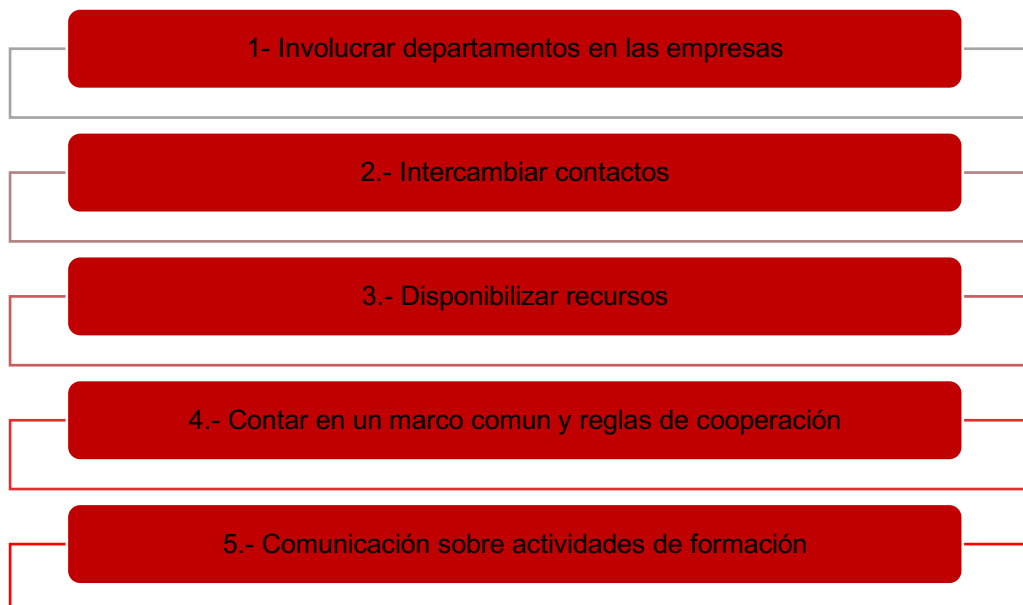 1- Involucrar departamentos en las empresas
2.- Intercambiar contactos
3.- Disponibilizar recursos
4.- Contar en un marco comun y reglas de cooperación
5.- Comunicación sobre actividades de formación